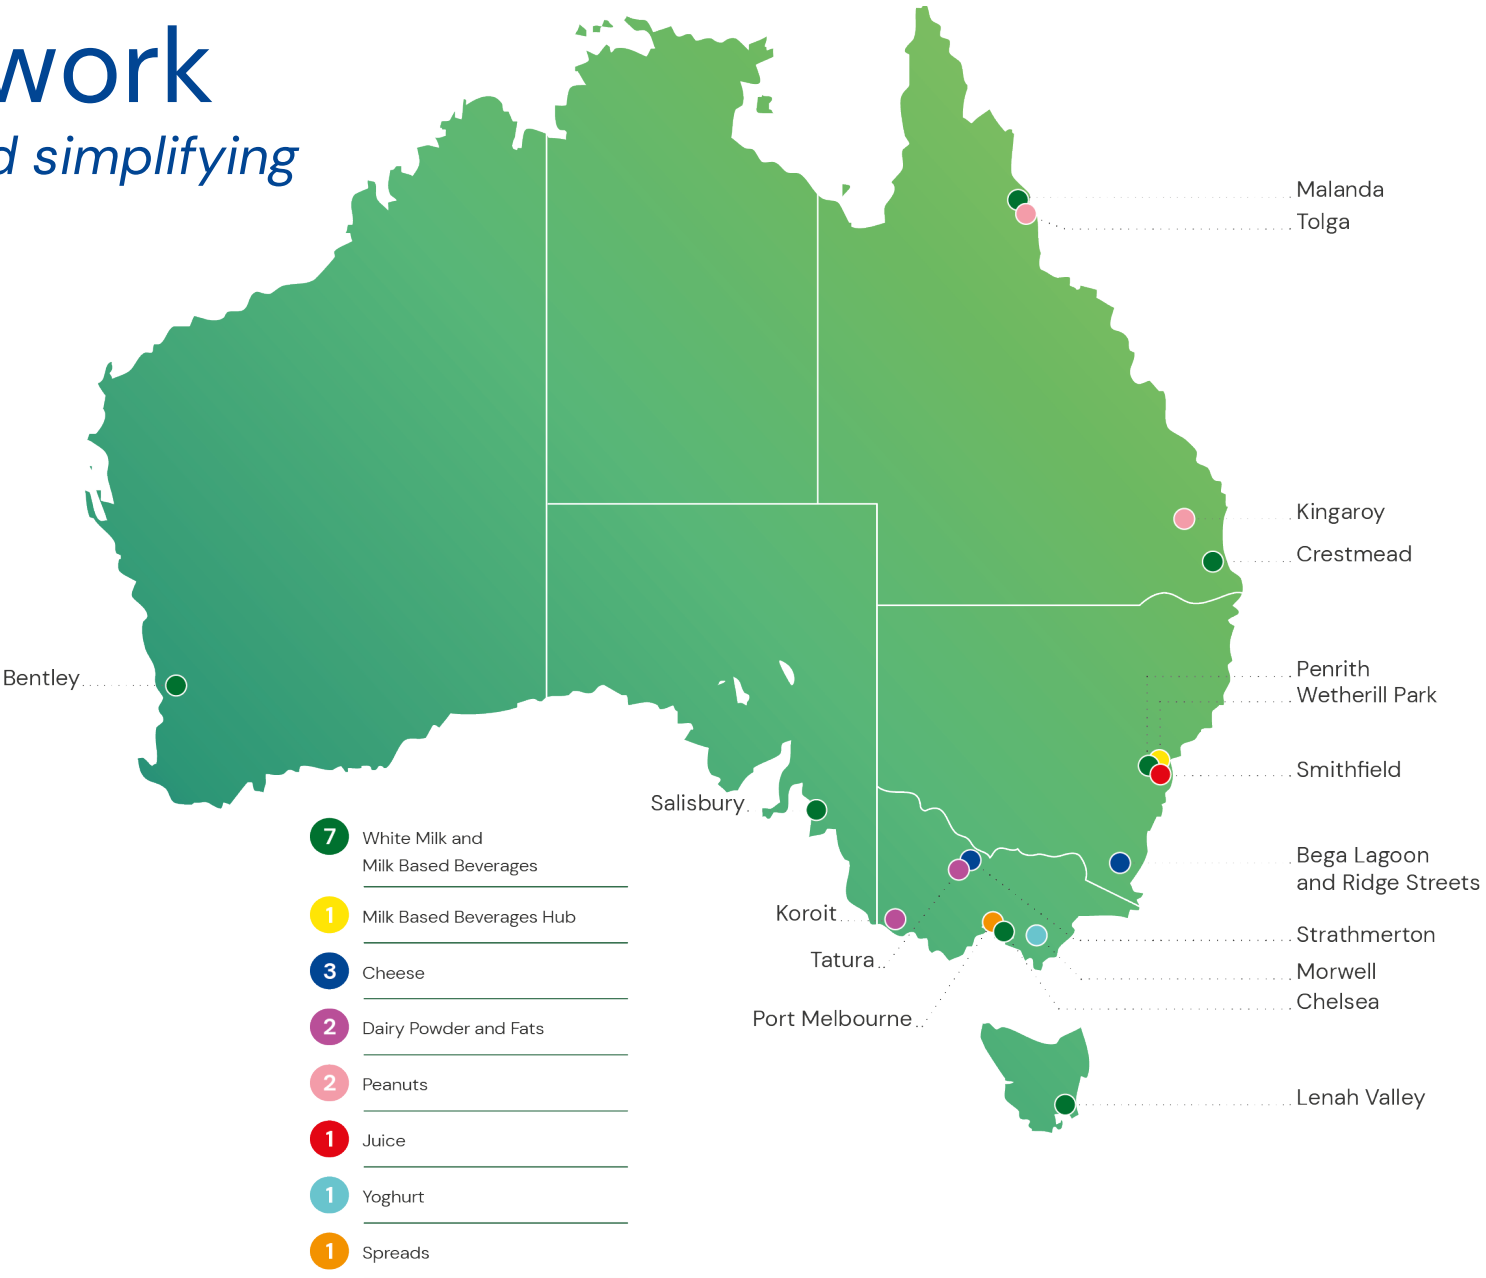 work
d simplifying
Malanda
Tolga
Kingaroy
Crestmead
Penrith
Wetherill Park
Bentley
Smithfield
Salisbury
7 White Milk and
Milk Based Beverages
Bega Lagoon
and Ridge Streets
1 Milk Based Beverages Hub
Koroit
Strathmerton
Tatura
3 Cheese
Morwell
Chelsea
Port Melbourne
2 Dairy Powder and Fats
2 Peanuts
Lenah Valley
1 Juice
1 Yoghurt
1 Spreads